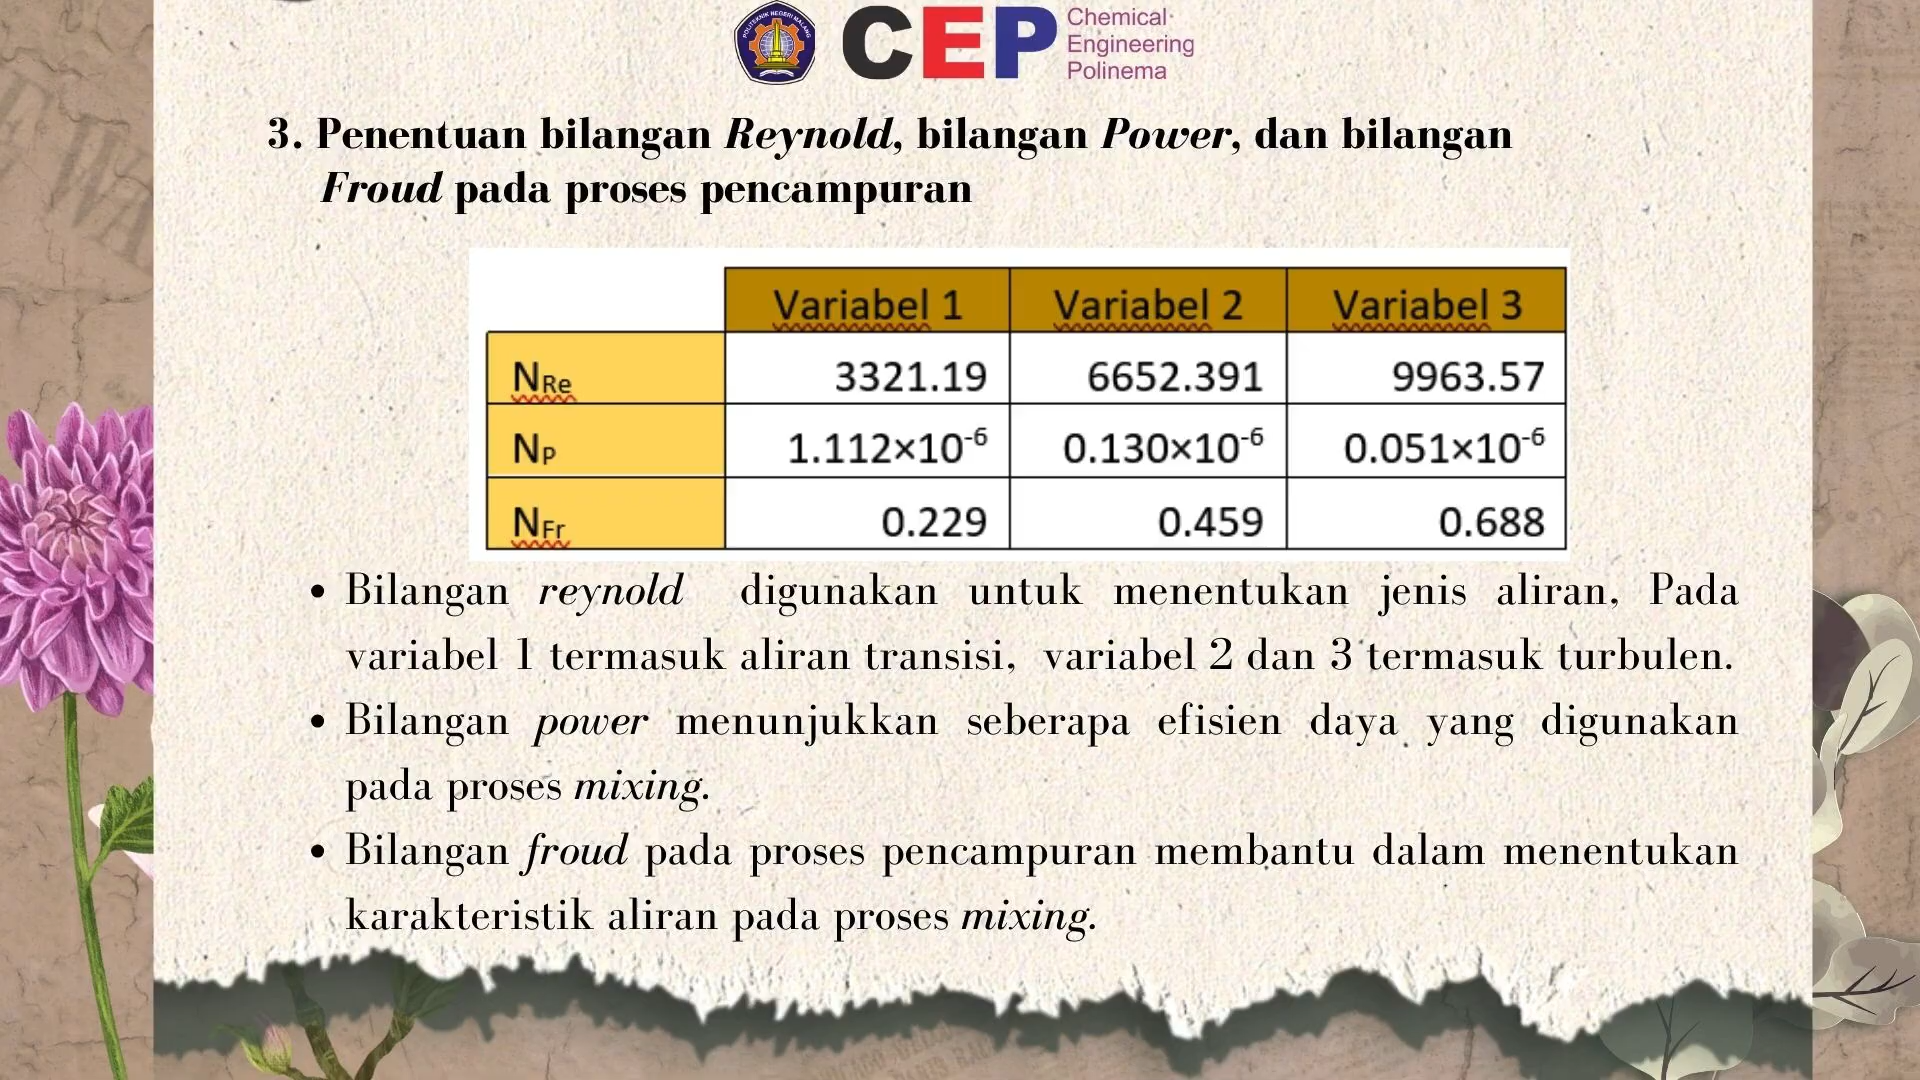 POLITEKNIK NEGERI MALANG
CEP
Chemical
Engineering
Polinema
3. Penentuan bilangan Reynold, bilangan Power, dan bilangan
Froud pada proses pencampuran
Variabel 1 Variabel 2 Variabel 3
NRe 3321.19 6652.391 9963.57
NP 1.112×10⁻⁶ 0.130×10⁻⁶ 0.051×10⁻⁶
NFr 0.229 0.459 0.688
• Bilangan reynold digunakan untuk menentukan jenis aliran, Pada
variabel 1 termasuk aliran transisi, variabel 2 dan 3 termasuk turbulen.
• Bilangan power menunjukkan seberapa efisien daya yang digunakan
pada proses mixing.
• Bilangan froud pada proses pencampuran membantu dalam menentukan
karakteristik aliran pada proses mixing.